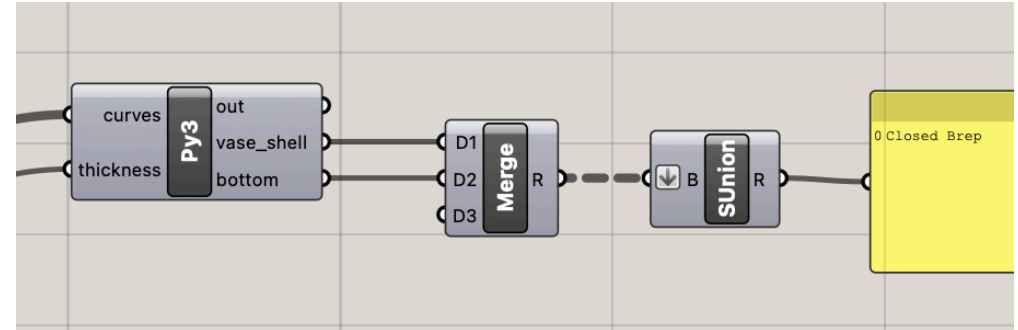 curves
thickness
Py3
out
vase_shell
bottom
D1
D2
D3
Merge
R
B
SUnion
R
0 Closed Brep